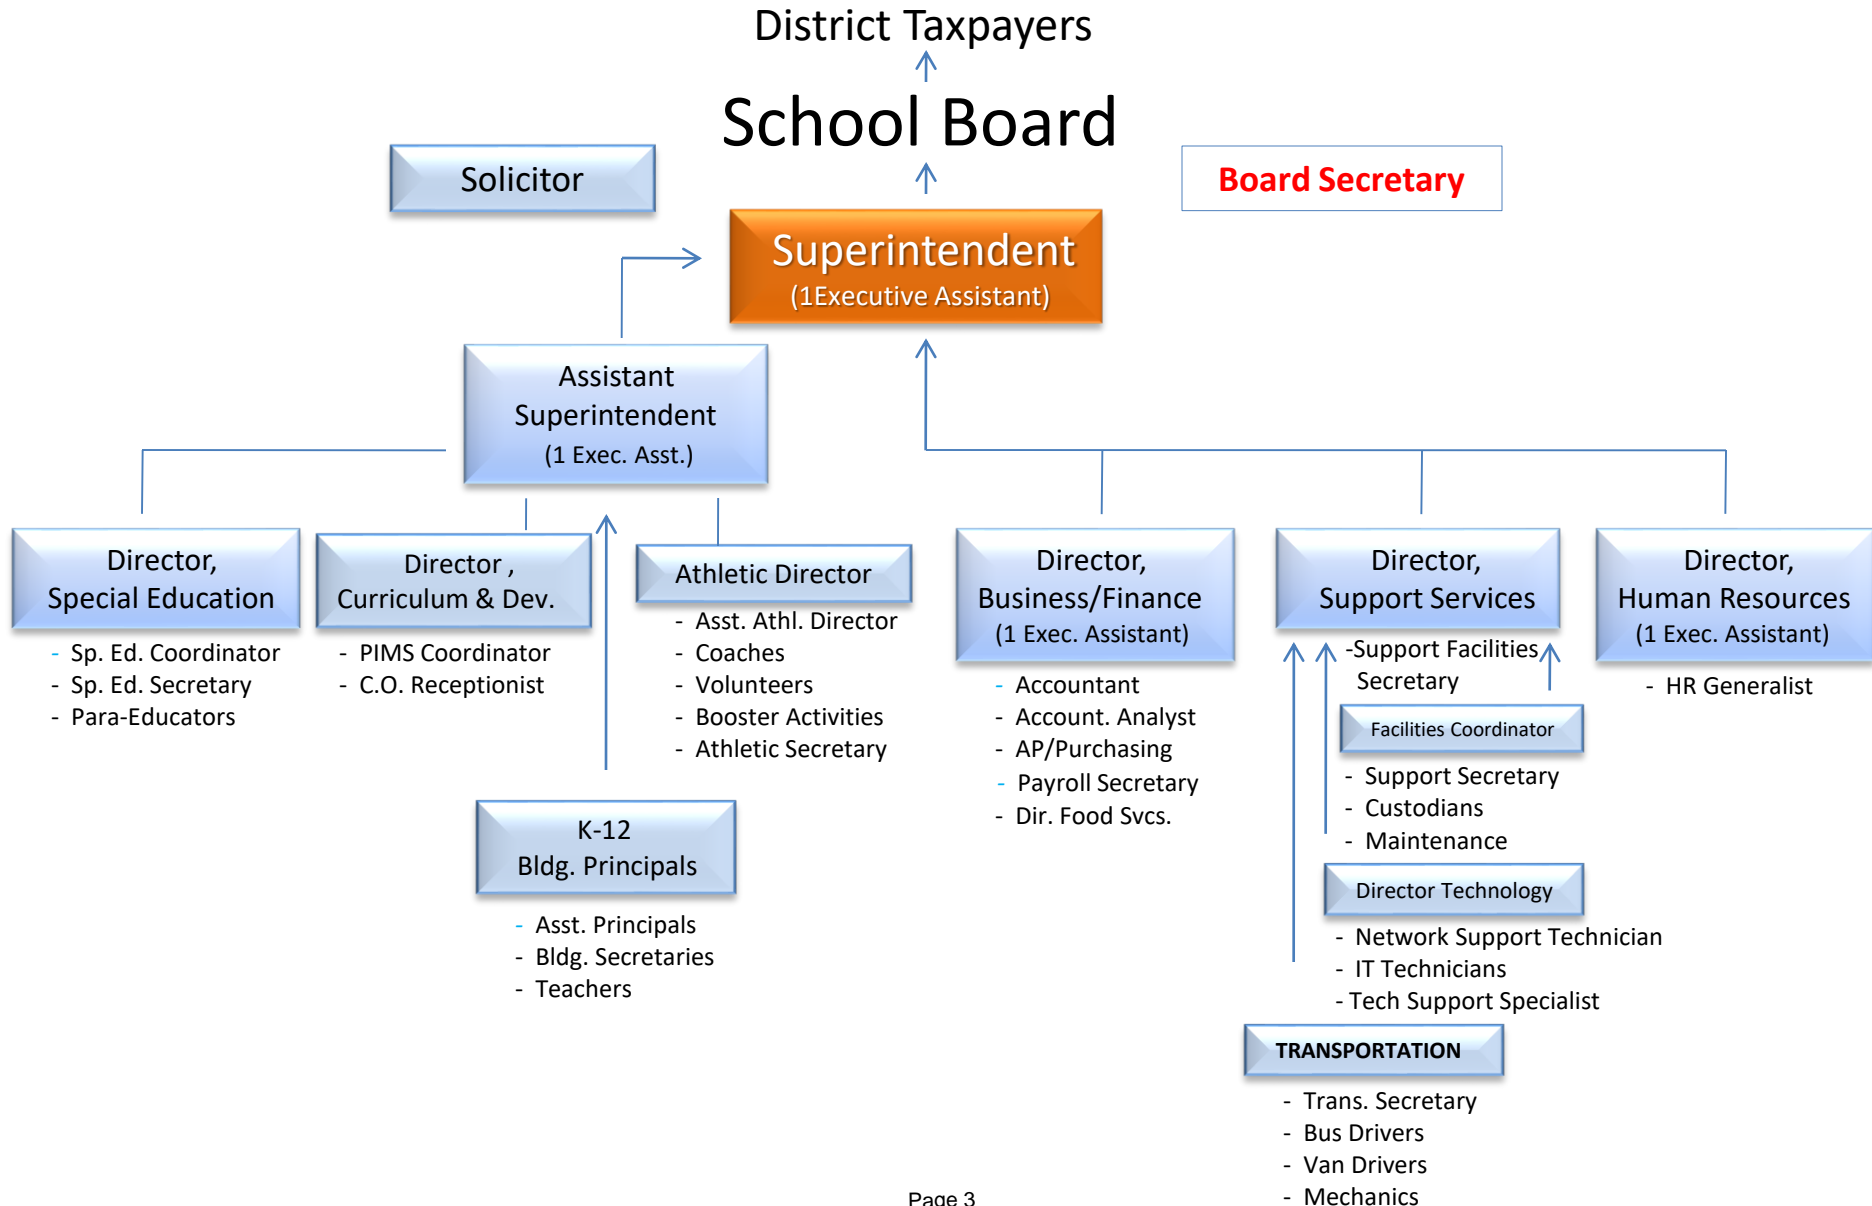 District Taxpayers
School Board
Solicitor
Board Secretary
Superintendent
(1Executive Assistant)
Assistant
Superintendent
(1 Exec. Asst.)
Director,
Special Education
- Sp. Ed. Coordinator
- Sp. Ed. Secretary
- Para-Educators
Director ,
Curriculum & Dev.
- PIMS Coordinator
- C.O. Receptionist
Athletic Director
- Asst. Athl. Director
- Coaches
- Volunteers
- Booster Activities
- Athletic Secretary
K-12
Bldg. Principals
- Asst. Principals
- Bldg. Secretaries
- Teachers
Director,
Business/Finance
(1 Exec. Assistant)
- Accountant
- Account. Analyst
- AP/Purchasing
- Payroll Secretary
- Dir. Food Svcs.
Director,
Support Services
-Support Facilities
Secretary
Facilities Coordinator
- Support Secretary
- Custodians
- Maintenance
Director Technology
- Network Support Technician
- IT Technicians
- Tech Support Specialist
TRANSPORTATION
- Trans. Secretary
- Bus Drivers
- Van Drivers
- Mechanics
Director,
Human Resources
(1 Exec. Assistant)
- HR Generalist
Page 3